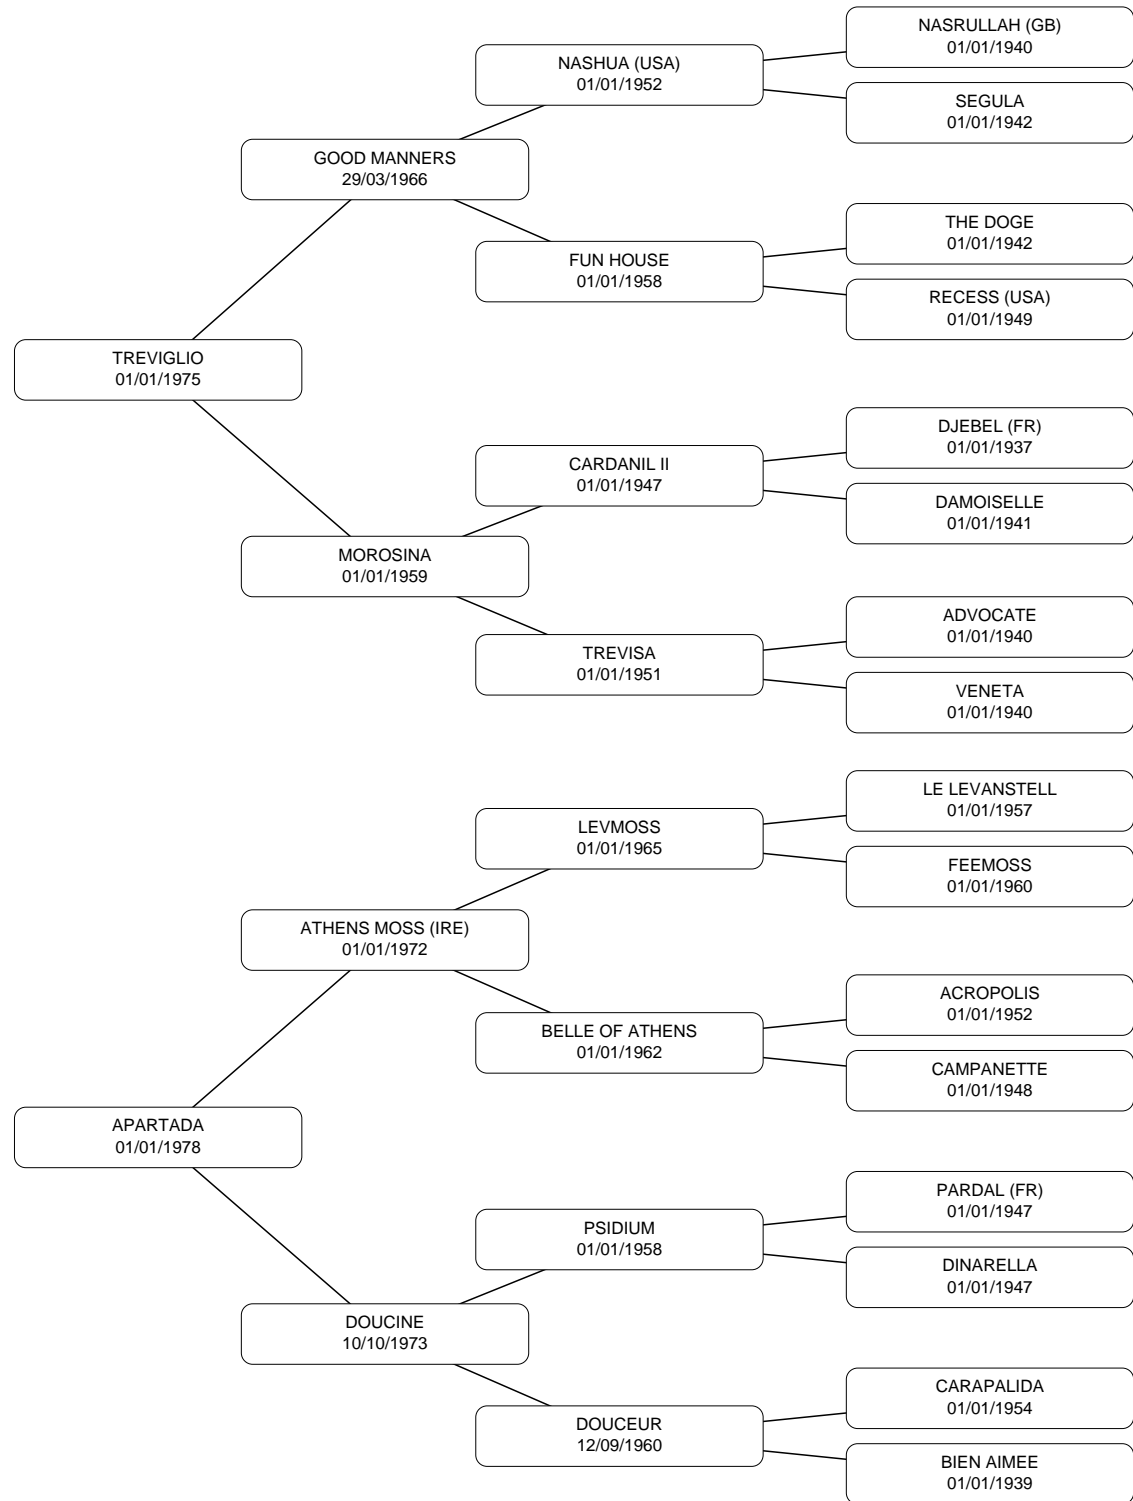 NASRULLAH (GB)
01/01/1940
NASHUA (USA)
01/01/1952
SEGULA
01/01/1942
GOOD MANNERS
29/03/1966
THE DOGE
01/01/1942
FUN HOUSE
01/01/1958
RECESS (USA)
01/01/1949
TREVIGLIO
01/01/1975
DJEBEL (FR)
01/01/1937
CARDANIL II
01/01/1947
DAMOISELLE
01/01/1941
MOROSINA
01/01/1959
ADVOCATE
01/01/1940
TREVISA
01/01/1951
VENETA
01/01/1940
LE LEVANSTELL
01/01/1957
LEVMOSS
01/01/1965
FEEMOSS
01/01/1960
ATHENS MOSS (IRE)
01/01/1972
ACROPOLIS
01/01/1952
BELLE OF ATHENS
01/01/1962
CAMPANETTE
01/01/1948
APARTADA
01/01/1978
PARDAL (FR)
01/01/1947
PSIDIUM
01/01/1958
DINARELLA
01/01/1947
DOUCINE
10/10/1973
CARAPALIDA
01/01/1954
DOUCEUR
12/09/1960
BIEN AIMEE
01/01/1939